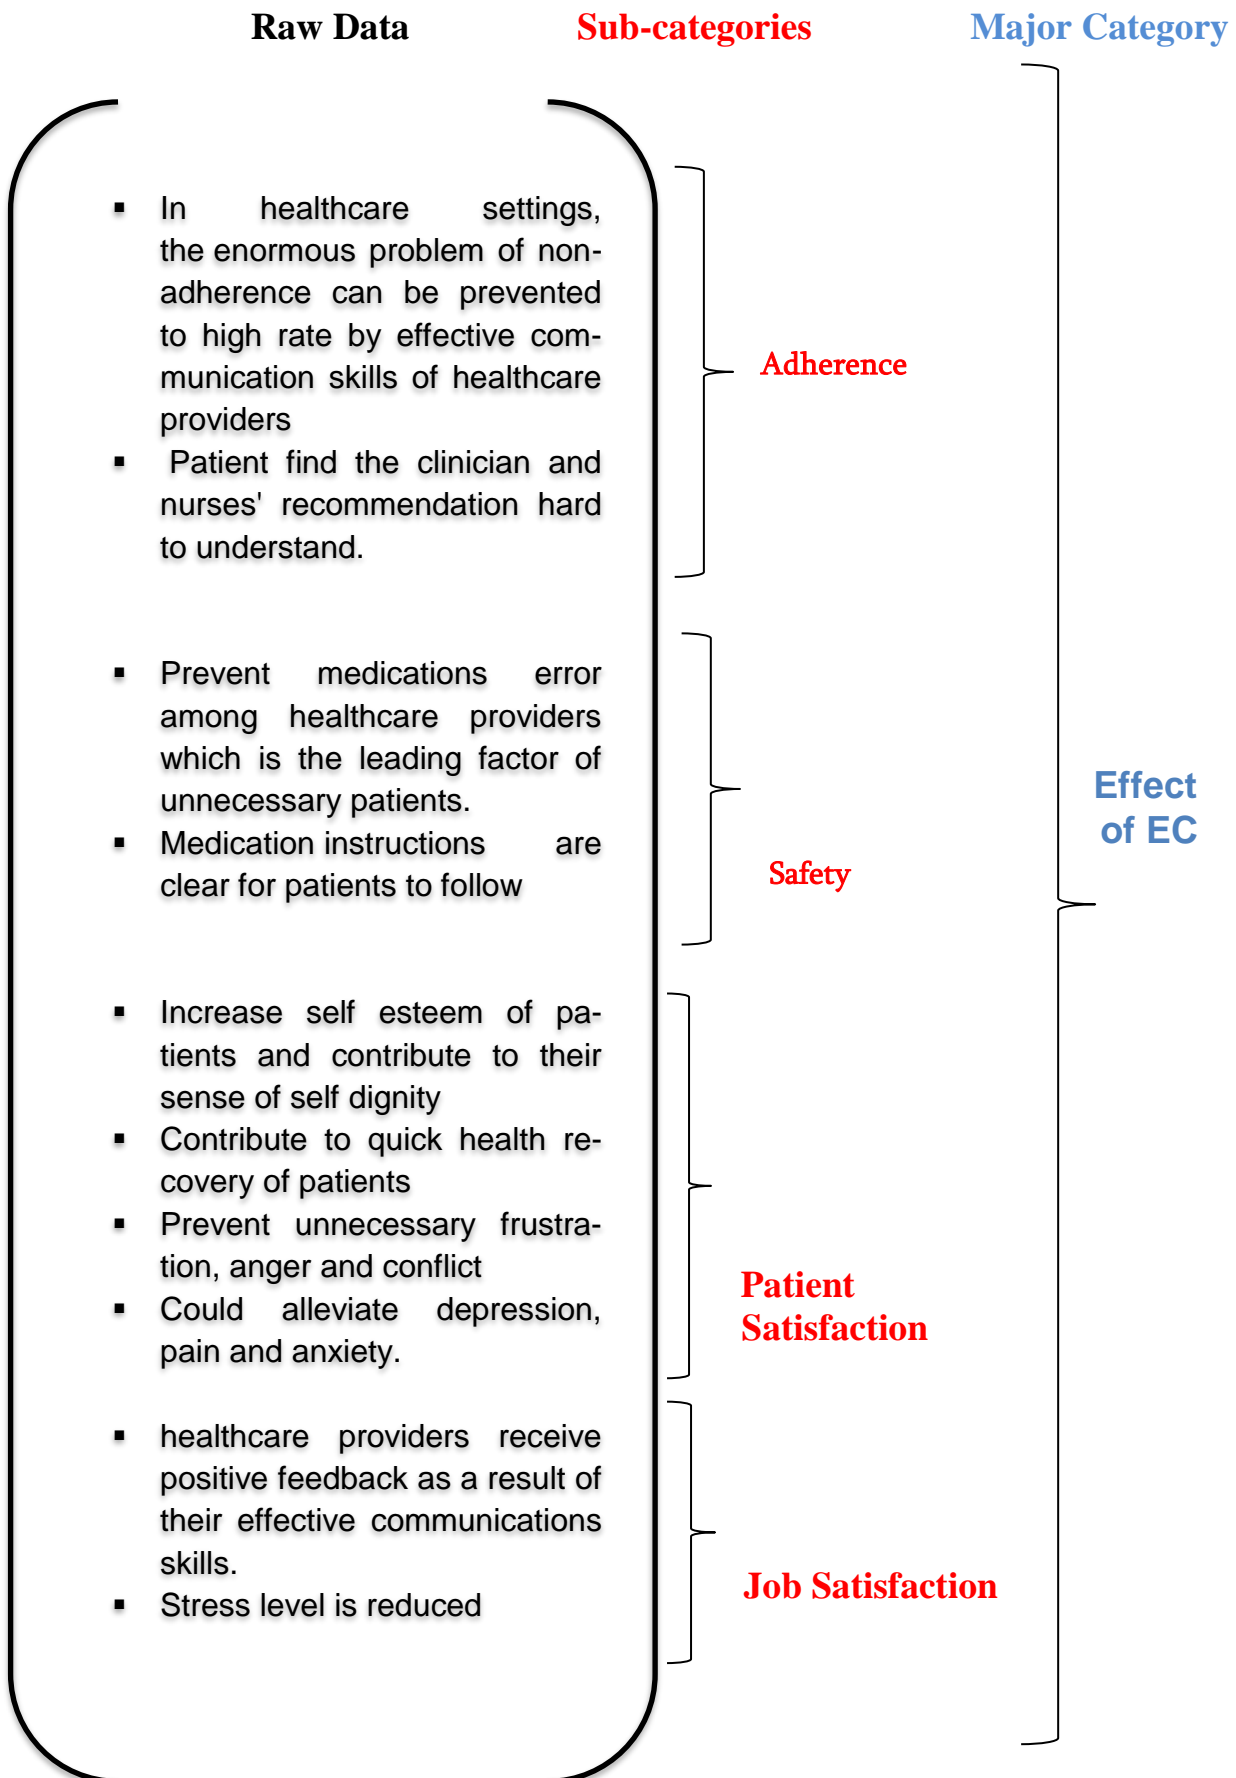 Raw Data Sub-categories Major Category
▪ In healthcare settings,
the enormous problem of non-
adherence can be prevented
to high rate by effective com-
munication skills of healthcare
providers
▪ Patient find the clinician and
nurses' recommendation hard
to understand.
Adherence
▪ Prevent medications error
among healthcare providers
which is the leading factor of
unnecessary patients.
▪ Medication instructions are
clear for patients to follow
Safety
▪ Increase self esteem of pa-
tients and contribute to their
sense of self dignity
▪ Contribute to quick health re-
covery of patients
▪ Prevent unnecessary frustra-
tion, anger and conflict
▪ Could alleviate depression,
pain and anxiety.
Patient
Satisfaction
▪ healthcare providers receive
positive feedback as a result of
their effective communications
skills.
▪ Stress level is reduced
Job Satisfaction
Effect
of EC